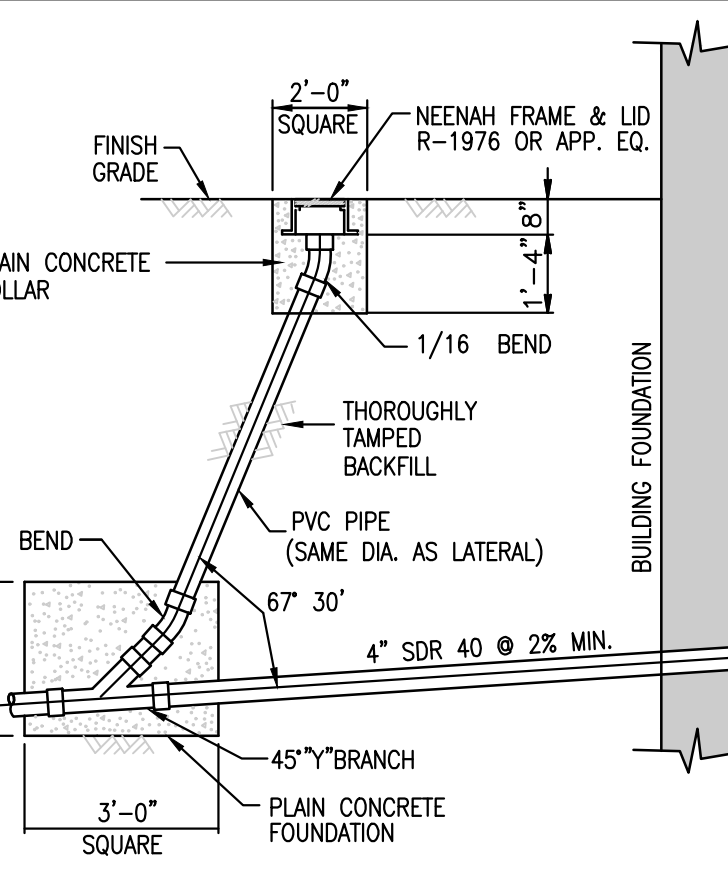 2'-0"
SQUARE
NEENAH FRAME & LID
R-1976 OR APP. EQ.
FINISH
GRADE
8"
1'-4"
AIN CONCRETE
OLLAR
1/16 BEND
THOROUGHLY
TAMPED
BACKFILL
BUILDING FOUNDATION
PVC PIPE
(SAME DIA. AS LATERAL)
BEND
67° 30'
4" SDR 40 @ 2% MIN.
45°"Y"BRANCH
3'-0"
SQUARE
PLAIN CONCRETE
FOUNDATION